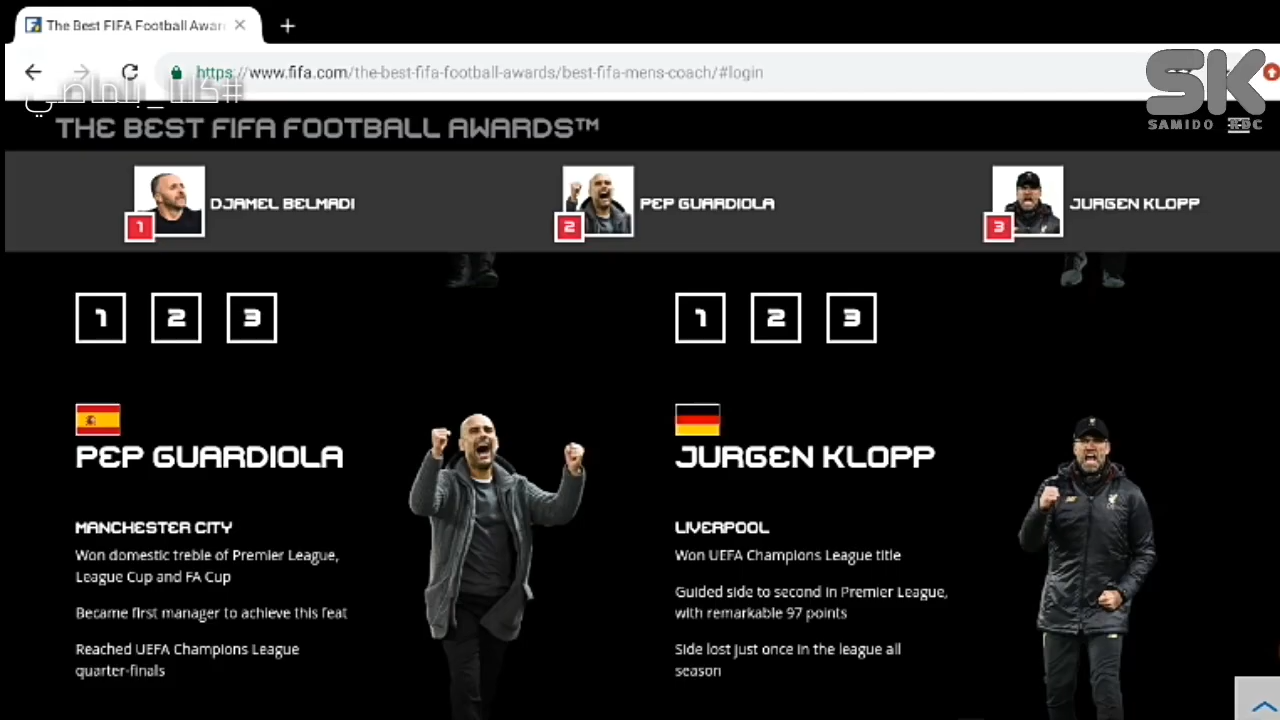 The Best FIFA Football Awar
https://www.fifa.com/the-best-fifa-football-awards/best-fifa-mens-coach/#login
#كلنا_بلماضي
SK
SAMIDO RDC
THE BEST FIFA FOOTBALL AWARDS™
1 DJAMEL BELMADI
2 PEP GUARDIOLA
3 JURGEN KLOPP
1 2 3
1 2 3
PEP GUARDIOLA
MANCHESTER CITY
Won domestic treble of Premier League,
League Cup and FA Cup
Became first manager to achieve this feat
Reached UEFA Champions League
quarter-finals
JURGEN KLOPP
LIVERPOOL
Won UEFA Champions League title
Guided side to second in Premier League,
with remarkable 97 points
Side lost just once in the league all
season